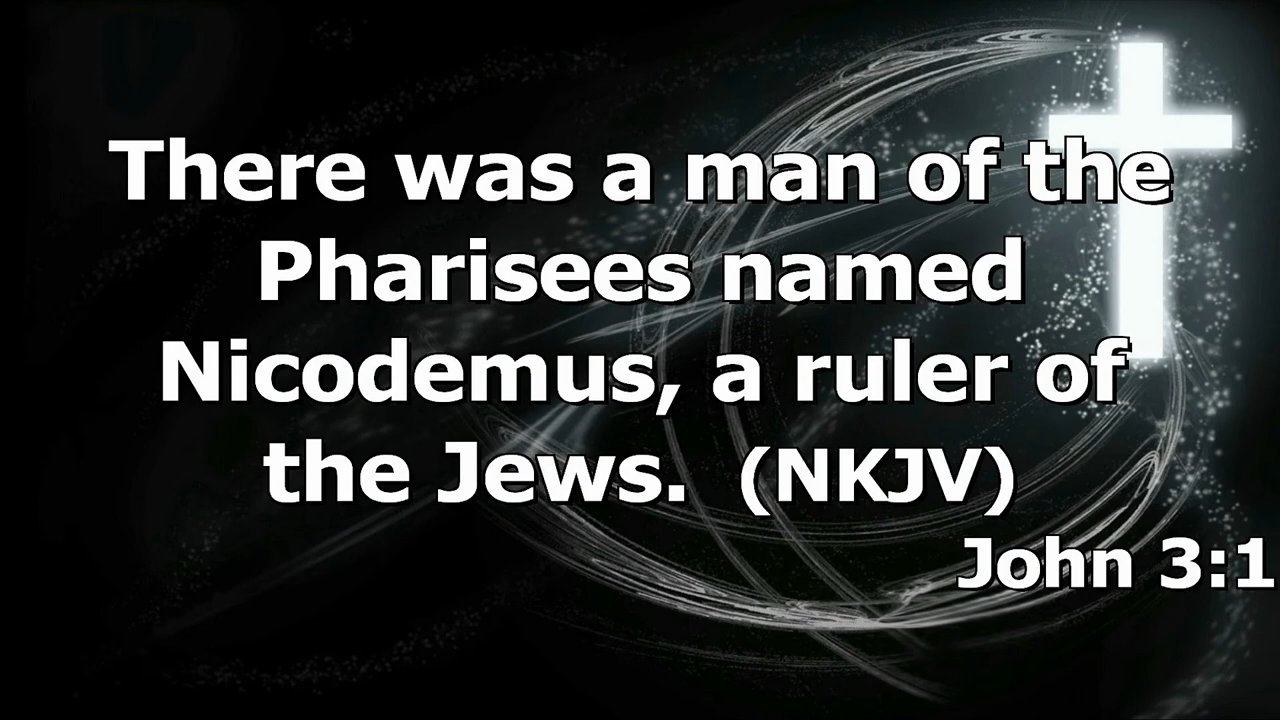 There was a man of the
Pharisees named
Nicodemus, a ruler of
the Jews.  (NKJV)
John 3:1